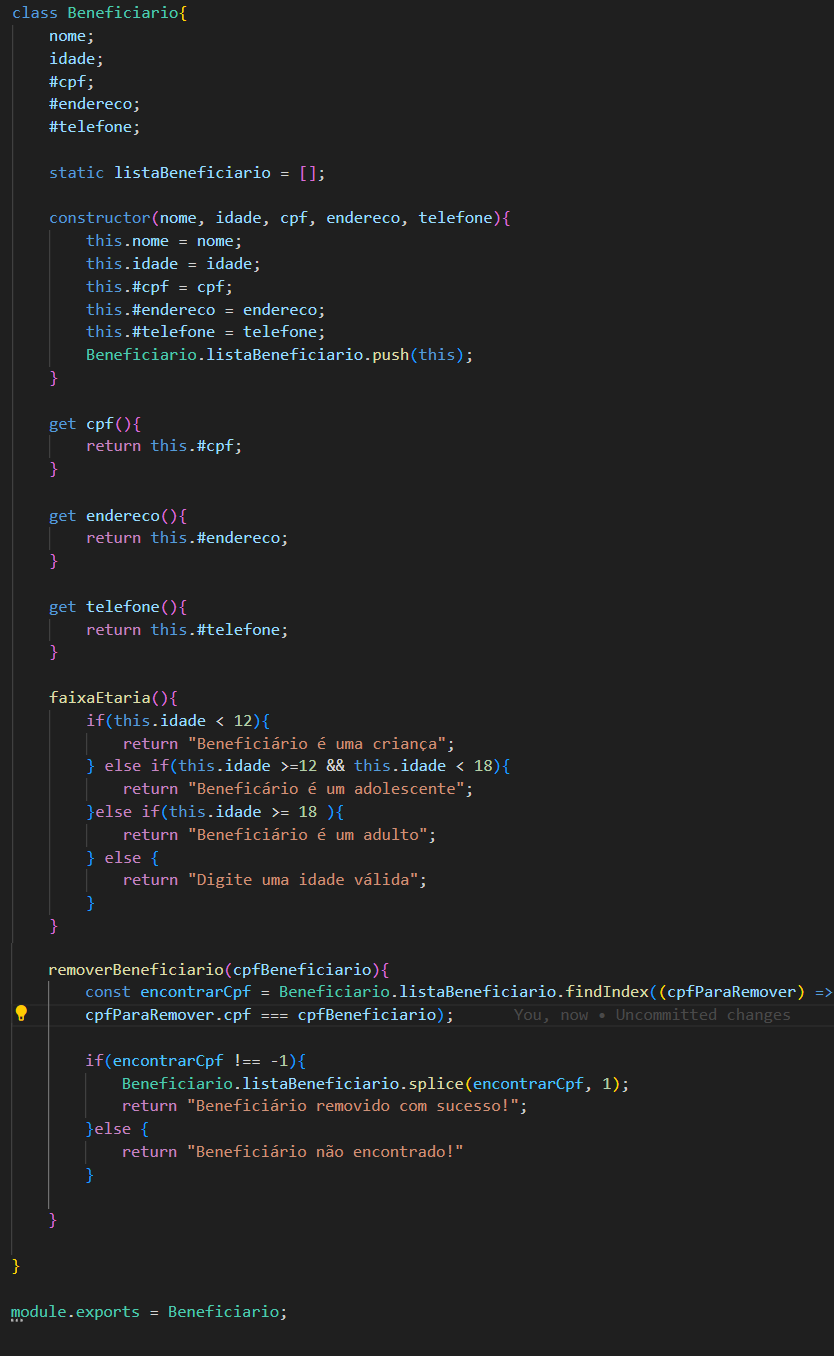 class Beneficiario{
    nome;
    idade;
    #cpf;
    #endereco;
    #telefone;

    static listaBeneficiario = [];

    constructor(nome, idade, cpf, endereco, telefone){
        this.nome = nome;
        this.idade = idade;
        this.#cpf = cpf;
        this.#endereco = endereco;
        this.#telefone = telefone;
        Beneficiario.listaBeneficiario.push(this);
    }

    get cpf(){
        return this.#cpf;
    }

    get endereco(){
        return this.#endereco;
    }

    get telefone(){
        return this.#telefone;
    }

    faixaEtaria(){
        if(this.idade < 12){
            return "Beneficiário é uma criança";
        } else if(this.idade >=12 && this.idade < 18){
            return "Beneficário é um adolescente";
        }else if(this.idade >= 18 ){
            return "Beneficiário é um adulto";
        } else {
            return "Digite uma idade válida";
        }
    }

    removerBeneficiario(cpfBeneficiario){
        const encontrarCpf = Beneficiario.listaBeneficiario.findIndex((cpfParaRemover) =>
        cpfParaRemover.cpf === cpfBeneficiario);      You, now • Uncommitted changes

        if(encontrarCpf !== -1){
            Beneficiario.listaBeneficiario.splice(encontrarCpf, 1);
            return "Beneficiário removido com sucesso!";
        }else {
            return "Beneficiário não encontrado!"
        }

    }

}

module.exports = Beneficiario;